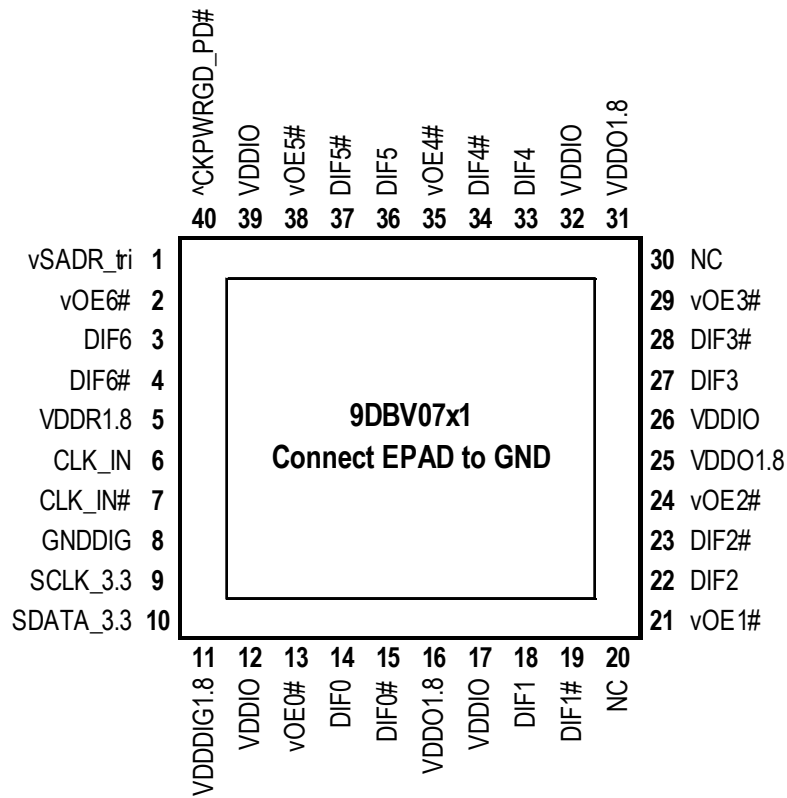 ^CKPWRGD_PD#
VDDIO
vOE5#
DIF5#
DIF5
vOE4#
DIF4#
DIF4
VDDIO
VDDO1.8
40 39 38 37 36 35 34 33 32 31
vSADR_tri 1
vOE6# 2
DIF6 3
DIF6# 4
VDDR1.8 5
CLK_IN 6
CLK_IN# 7
GNDDIG 8
SCLK_3.3 9
SDATA_3.3 10
9DBV07x1
Connect EPAD to GND
30 NC
29 vOE3#
28 DIF3#
27 DIF3
26 VDDIO
25 VDDO1.8
24 vOE2#
23 DIF2#
22 DIF2
21 vOE1#
11 12 13 14 15 16 17 18 19 20
VDDDIG1.8
VDDIO
vOE0#
DIF0
DIF0#
VDDO1.8
VDDIO
DIF1
DIF1#
NC